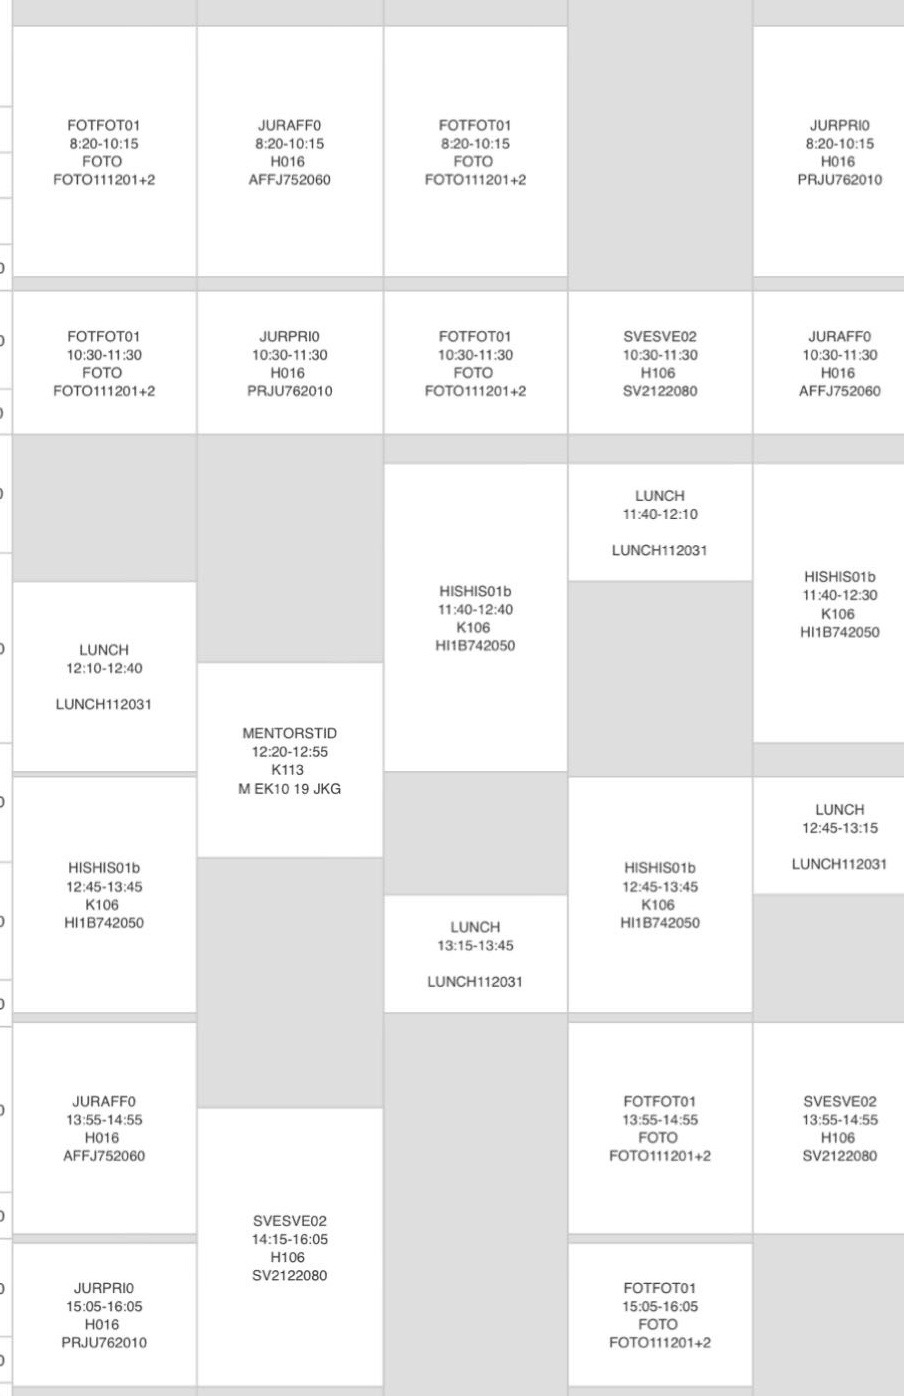 FOTFOT01
8:20-10:15
FOTO
FOTO111201+2
JURAFF0
8:20-10:15
H016
AFFJ752060
FOTFOT01
8:20-10:15
FOTO
FOTO111201+2
JURPRI0
8:20-10:15
H016
PRJU762010
FOTFOT01
10:30-11:30
FOTO
FOTO111201+2
JURPRI0
10:30-11:30
H016
PRJU762010
FOTFOT01
10:30-11:30
FOTO
FOTO111201+2
SVESVE02
10:30-11:30
H106
SV2122080
JURAFF0
10:30-11:30
H016
AFFJ752060
LUNCH
12:10-12:40
LUNCH112031
MENTORSTID
12:20-12:55
K113
M EK10 19 JKG
HISHIS01b
11:40-12:40
K106
HI1B742050
LUNCH
11:40-12:10
LUNCH112031
HISHIS01b
11:40-12:30
K106
HI1B742050
HISHIS01b
12:45-13:45
K106
HI1B742050
LUNCH
13:15-13:45
LUNCH112031
HISHIS01b
12:45-13:45
K106
HI1B742050
LUNCH
12:45-13:15
LUNCH112031
JURAFF0
13:55-14:55
H016
AFFJ752060
SVESVE02
14:15-16:05
H106
SV2122080
FOTFOT01
13:55-14:55
FOTO
FOTO111201+2
SVESVE02
13:55-14:55
H106
SV2122080
JURPRI0
15:05-16:05
H016
PRJU762010
FOTFOT01
15:05-16:05
FOTO
FOTO111201+2